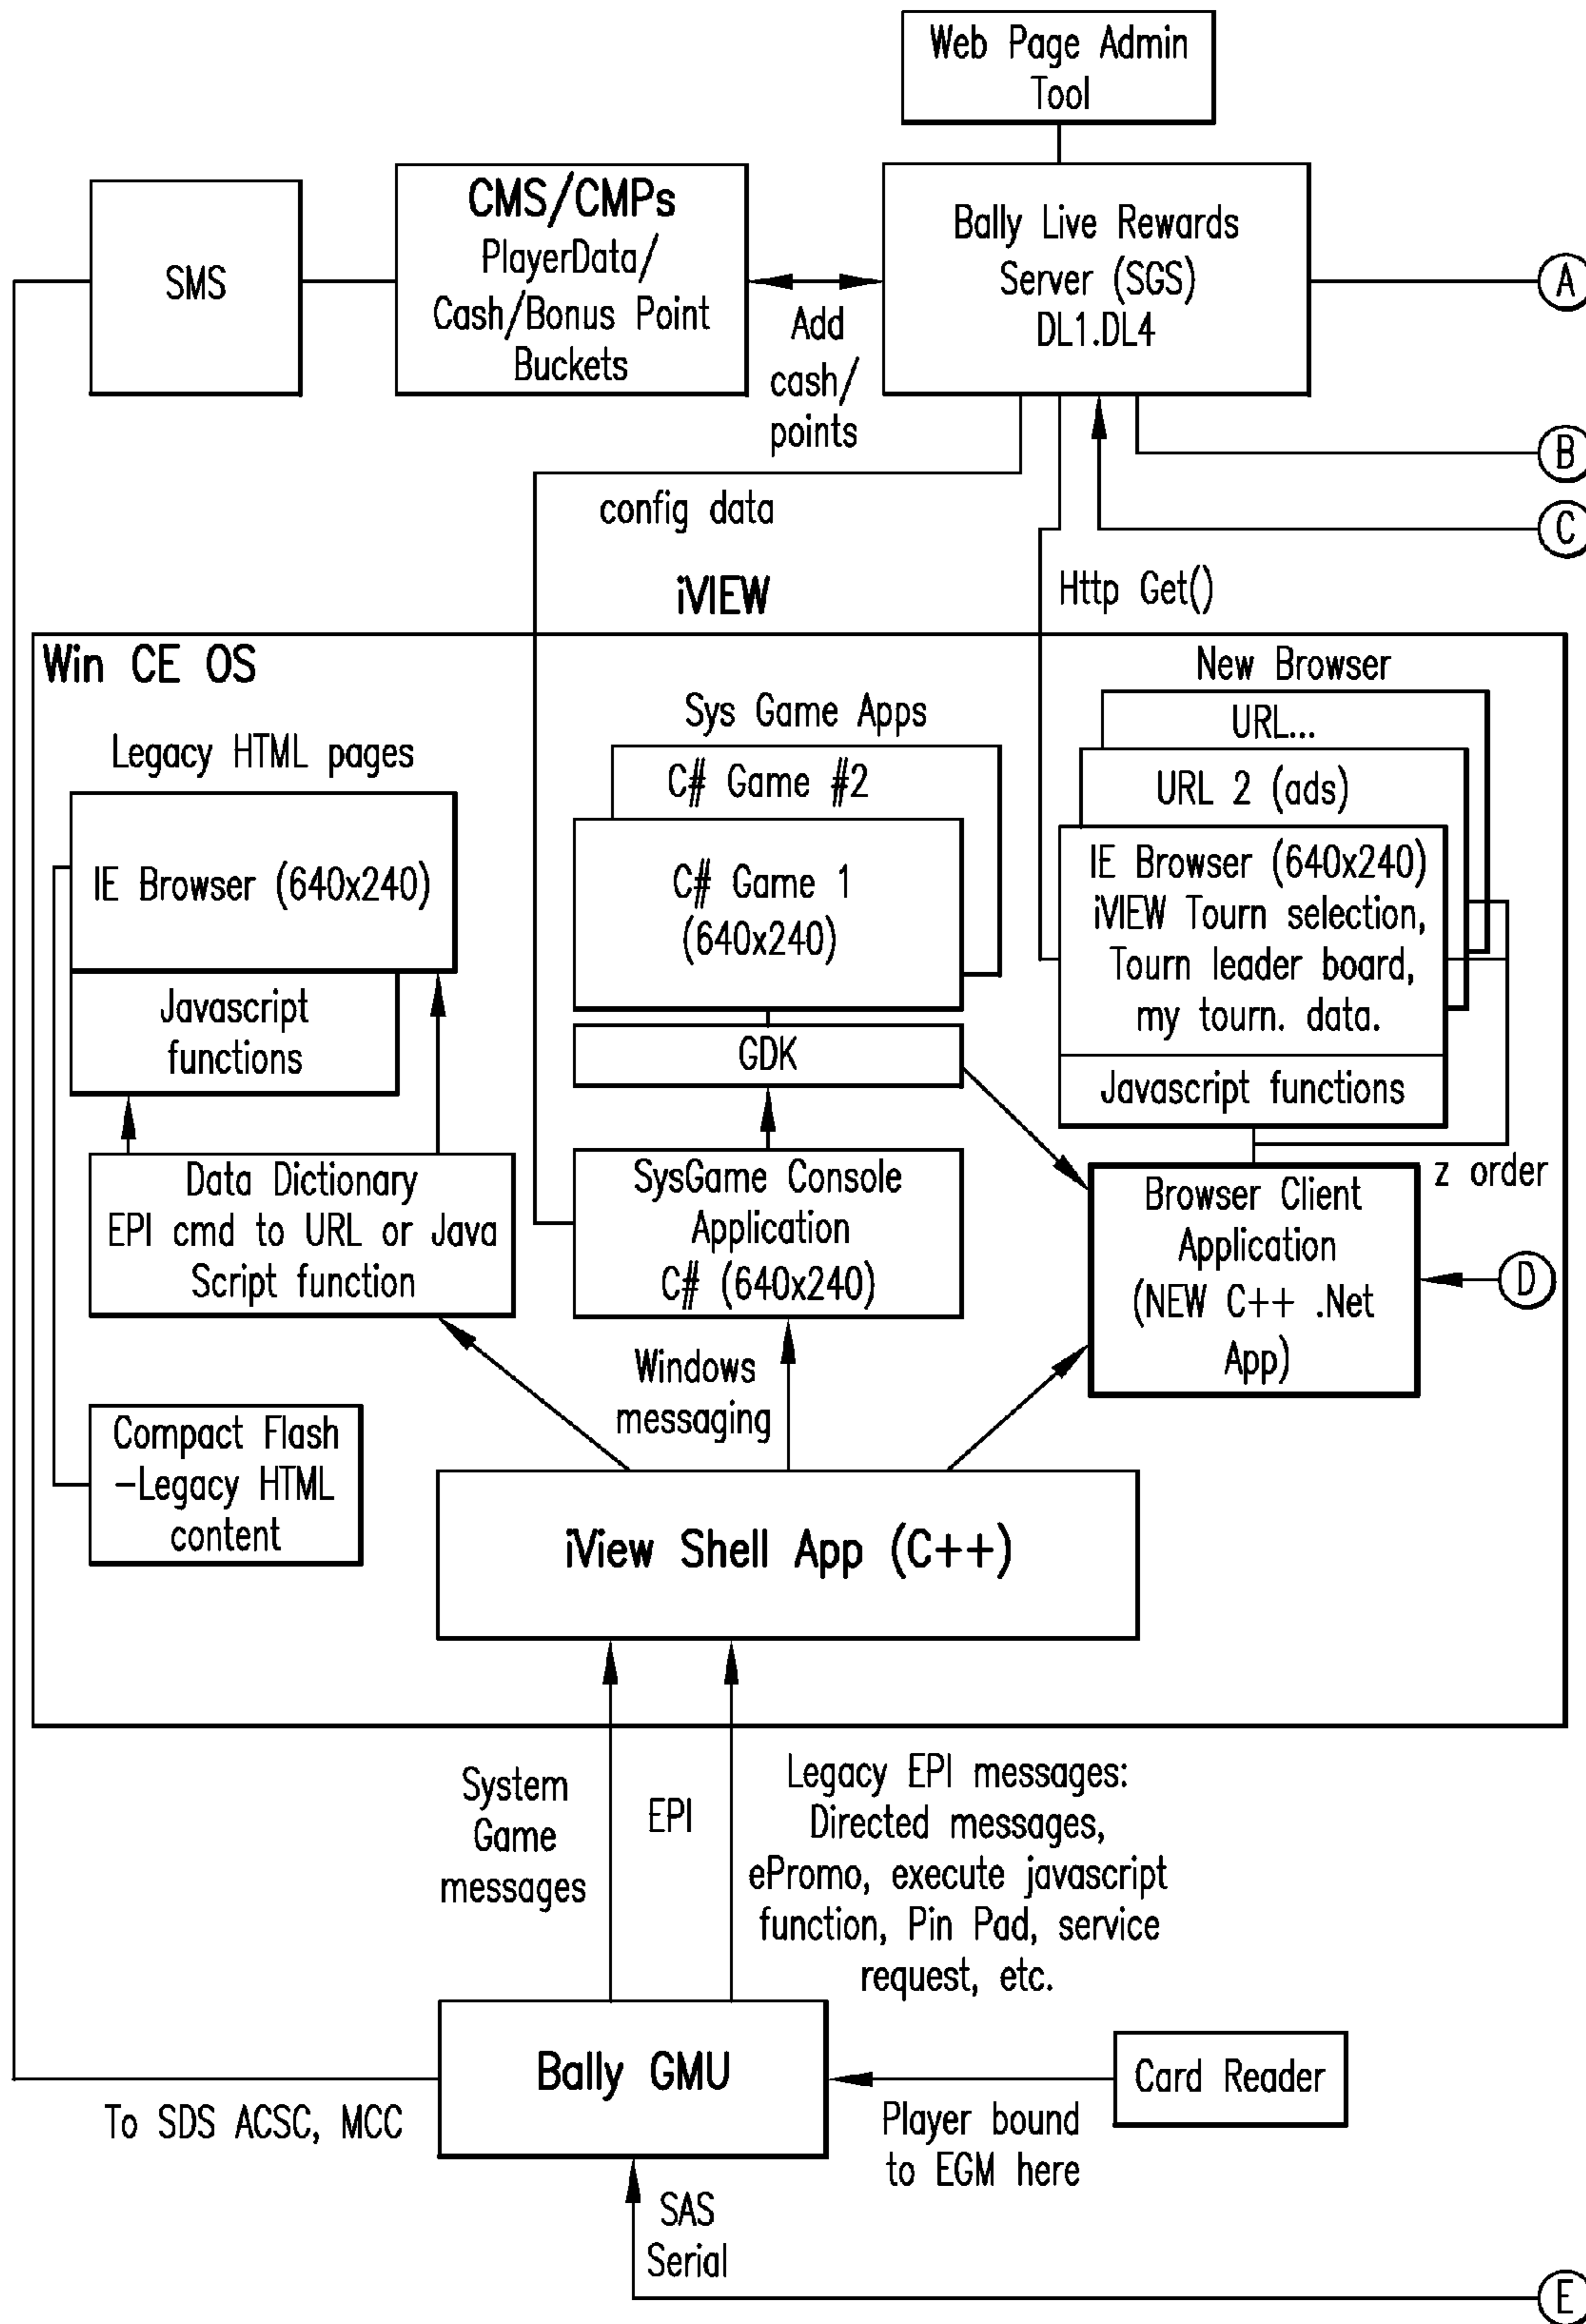 Web Page Admin
Tool
SMS
CMS/CMPs
PlayerData/
Cash/Bonus Point
Buckets
Add
cash/
points
Bally Live Rewards
Server (SGS)
DL1.DL4
A
B
C
config data
Http Get()
iVIEW
Win CE OS
Legacy HTML pages
IE Browser (640x240)
Javascript
functions
Data Dictionary
EPI cmd to URL or Java
Script function
Compact Flash
-Legacy HTML
content
Sys Game Apps
C# Game #2
C# Game 1
(640x240)
GDK
SysGame Console
Application
C# (640x240)
Windows
messaging
New Browser
URL...
URL 2 (ads)
IE Browser (640x240)
iVIEW Tourn selection,
Tourn leader board,
my tourn. data.
Javascript functions
z order
Browser Client
Application
(NEW C++ .Net
App)
D
iView Shell App (C++)
System
Game
messages
EPI
Legacy EPI messages:
Directed messages,
ePromo, execute javascript
function, Pin Pad, service
request, etc.
Bally GMU
Card Reader
To SDS ACSC, MCC
Player bound
to EGM here
SAS
Serial
E